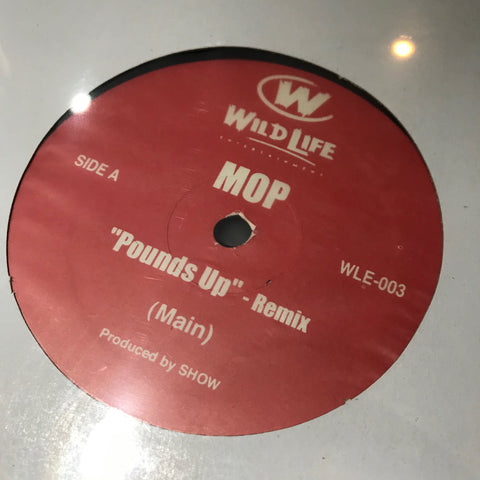 W
WILD LIFE
ENTERTAINMENT
MOP
SIDE A
WLE-003
"Pounds Up" - Remix
(Main)
Produced by SHOW